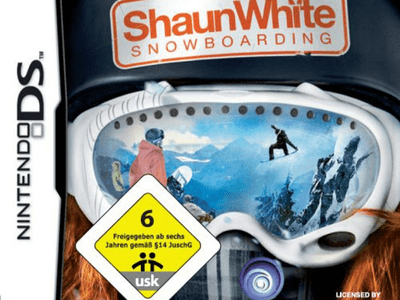 ShaunWhite
SNOWBOARDING
NINTENDO DS
6
Freigegeben ab sechs
Jahren gemäß §14 JuschG
usk
LICENSED BY